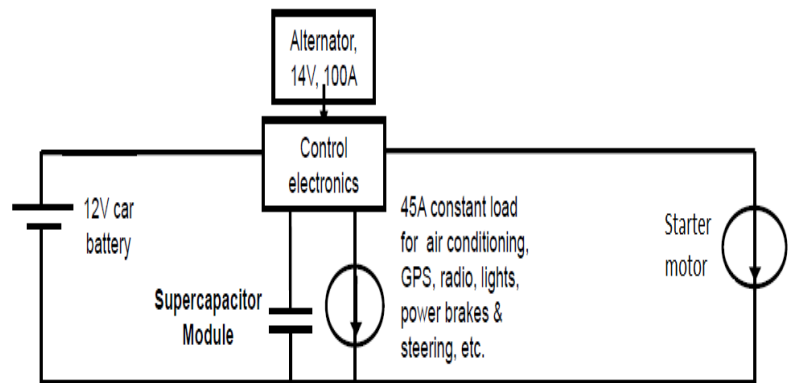 Alternator,
14V, 100A
Control
electronics
12V car
battery
45A constant load
for air conditioning,
GPS, radio, lights,
power brakes &
steering, etc.
Starter
motor
Supercapacitor
Module